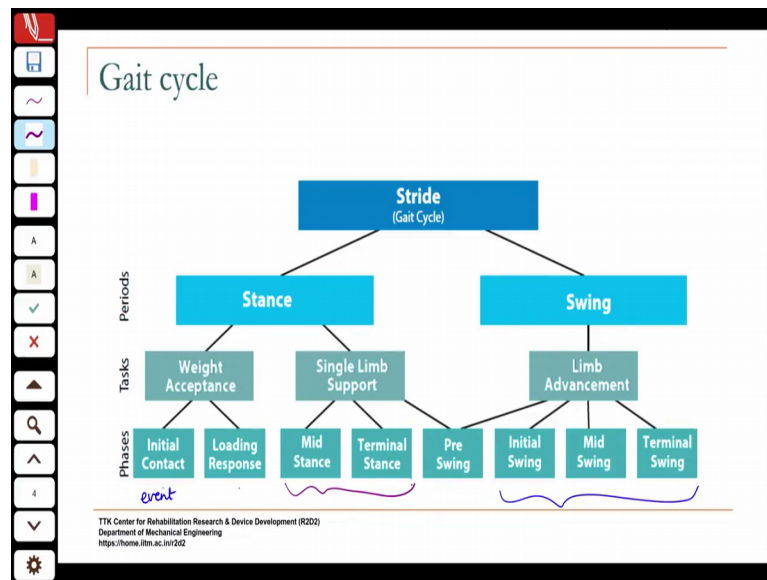 Gait cycle
Stride
(Gait Cycle)
Periods
Stance
Swing
Tasks
Weight
Acceptance
Single Limb
Support
Limb
Advancement
Phases
Initial
Contact
Loading
Response
Mid
Stance
Terminal
Stance
Pre
Swing
Initial
Swing
Mid
Swing
Terminal
Swing
event
TTK Center for Rehabilitation Research & Device Development (R2D2)
Department of Mechanical Engineering
https://home.iitm.ac.in/r2d2
A
A
4